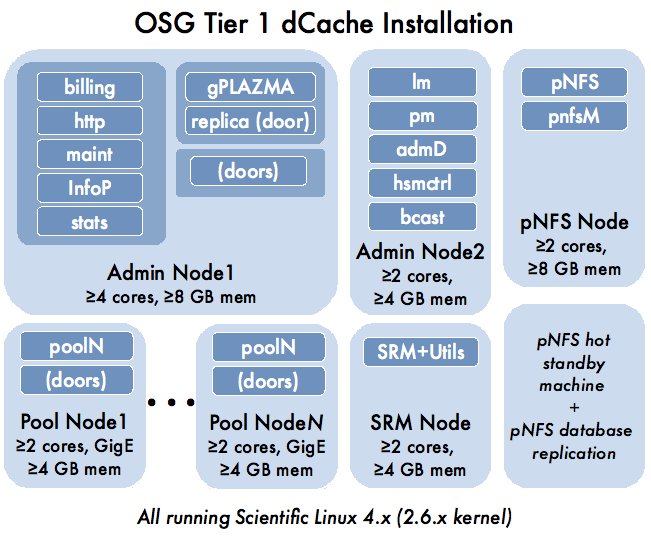 OSG Tier 1 dCache Installation
billing
http
maint
InfoP
stats
gPLAZMA
replica (door)
(doors)
Admin Node1
≥4 cores, ≥8 GB mem
lm
pm
admD
hsmctrl
bcast
Admin Node2
≥2 cores,
≥4 GB mem
pNFS
pnfsM
pNFS Node
≥2 cores,
≥8 GB mem
poolN
(doors)
Pool Node1
≥2 cores, GigE
≥4 GB mem
...
poolN
(doors)
Pool NodeN
≥2 cores, GigE
≥4 GB mem
SRM+Utils
SRM Node
≥2 cores,
≥4 GB mem
pNFS hot
standby
machine
+
pNFS database
replication
All running Scientific Linux 4.x (2.6.x kernel)